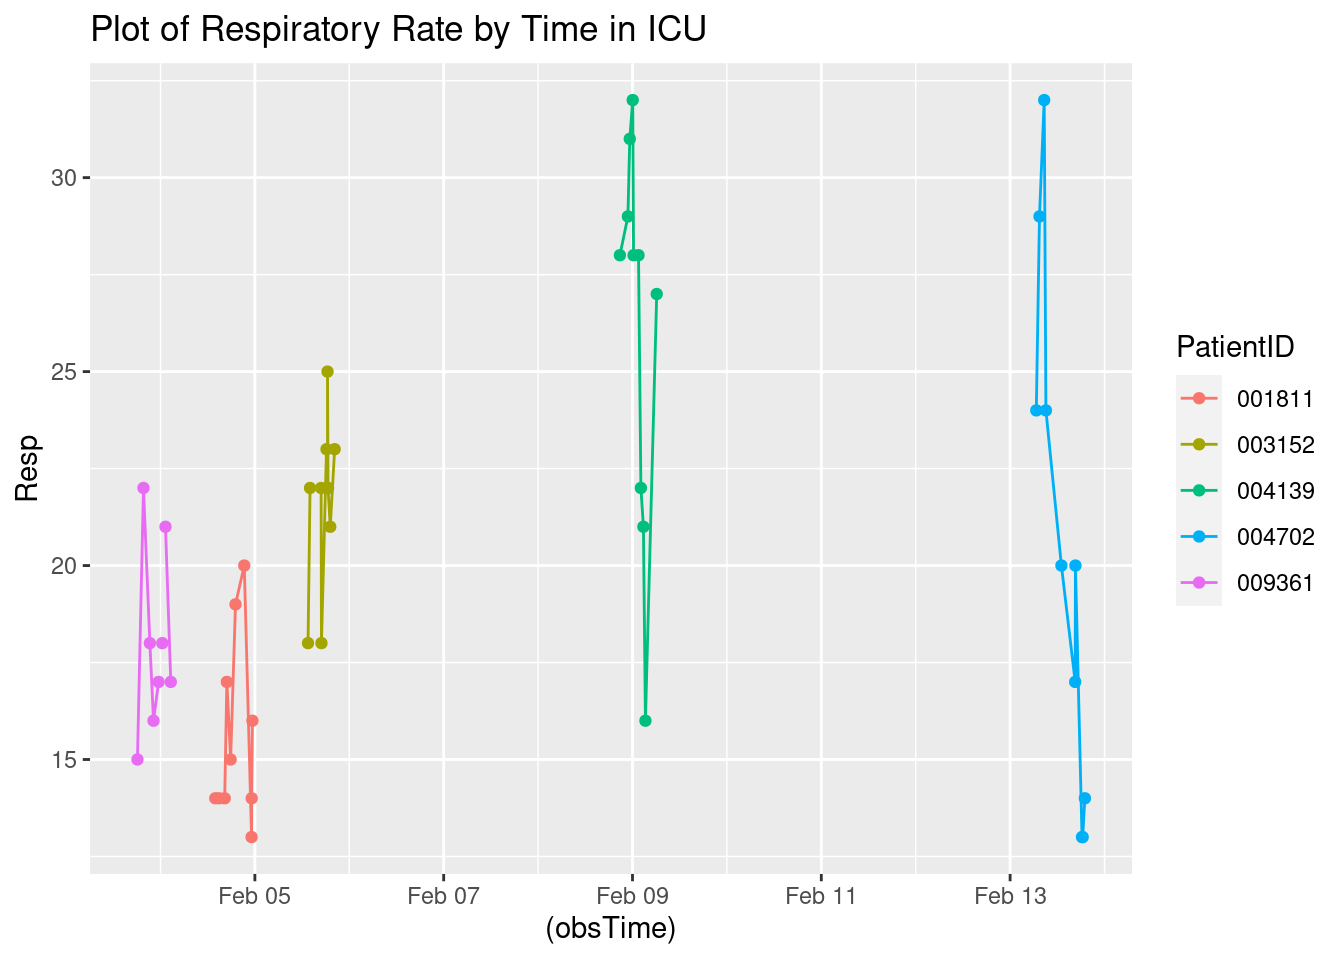 Plot of Respiratory Rate by Time in ICU
30
25
20
15
Resp
Feb 05 Feb 07 Feb 09 Feb 11 Feb 13
(obsTime)
PatientID
001811
003152
004139
004702
009361